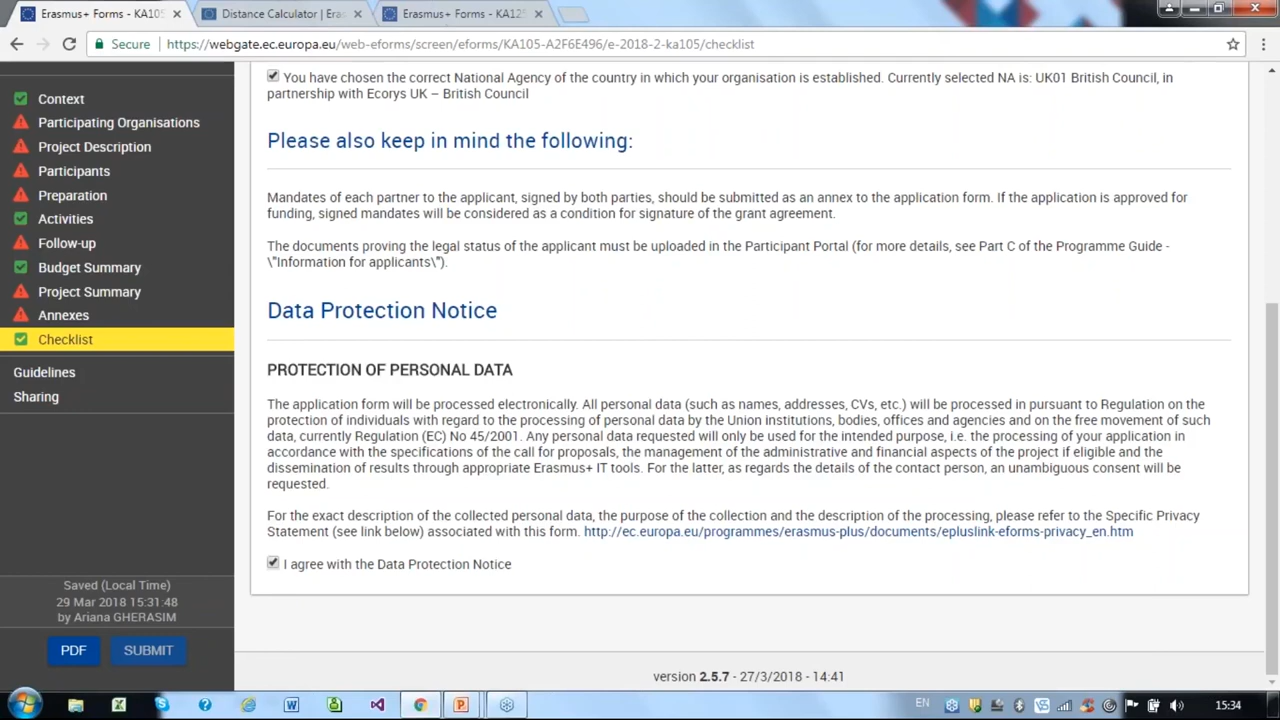 Erasmus+ Forms - KA105
Distance Calculator | Eras
Erasmus+ Forms - KA125
Secure
https://webgate.ec.europa.eu/web-eforms/screen/eforms/KA105-A2F6E496/e-2018-2-ka105/checklist
Context
Participating Organisations
Project Description
Participants
Preparation
Activities
Follow-up
Budget Summary
Project Summary
Annexes
Checklist
Guidelines
Sharing
Saved (Local Time)
29 Mar 2018 15:31:48
by Ariana GHERASIM
PDF
SUBMIT
You have chosen the correct National Agency of the country in which your organisation is established. Currently selected NA is: UK01 British Council, in
partnership with Ecorys UK – British Council
Please also keep in mind the following:
Mandates of each partner to the applicant, signed by both parties, should be submitted as an annex to the application form. If the application is approved for
funding, signed mandates will be considered as a condition for signature of the grant agreement.
The documents proving the legal status of the applicant must be uploaded in the Participant Portal (for more details, see Part C of the Programme Guide -
\"Information for applicants\").
Data Protection Notice
PROTECTION OF PERSONAL DATA
The application form will be processed electronically. All personal data (such as names, addresses, CVs, etc.) will be processed in pursuant to Regulation on the
protection of individuals with regard to the processing of personal data by the Union institutions, bodies, offices and agencies and on the free movement of such
data, currently Regulation (EC) No 45/2001. Any personal data requested will only be used for the intended purpose, i.e. the processing of your application in
accordance with the specifications of the call for proposals, the management of the administrative and financial aspects of the project if eligible and the
dissemination of results through appropriate Erasmus+ IT tools. For the latter, as regards the details of the contact person, an unambiguous consent will be
requested.
For the exact description of the collected personal data, the purpose of the collection and the description of the processing, please refer to the Specific Privacy
Statement (see link below) associated with this form. http://ec.europa.eu/programmes/erasmus-plus/documents/epluslink-eforms-privacy_en.htm
I agree with the Data Protection Notice
version 2.5.7 - 27/3/2018 - 14:41
EN
15:34